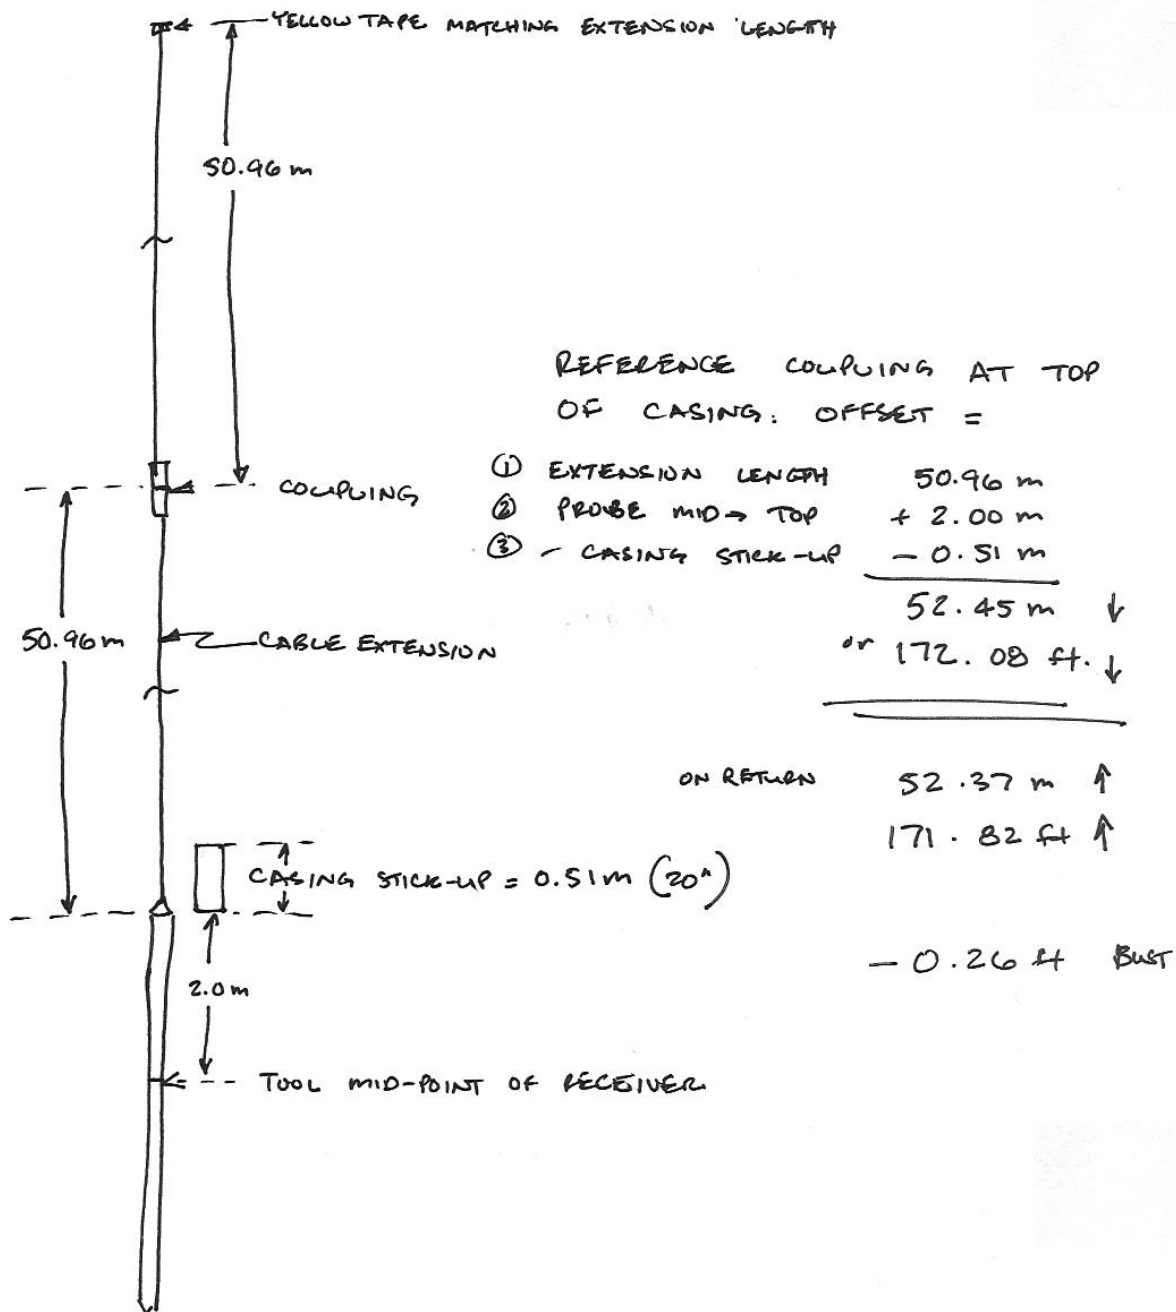 YELLOW TAPE MATCHING EXTENSION LENGTH
50.96 m
REFERENCE COUPLING AT TOP
OF CASING. OFFSET =
① EXTENSION LENGTH 50.96 m
② PROBE MID → TOP + 2.00 m
③ - CASING STICK-UP - 0.51 m
52.45 m ↓
or 172.08 ft. ↓
COUPLING
50.96 m
CABLE EXTENSION
ON RETURN 52.37 m ↑
171.82 ft ↑
CASING STICK-UP = 0.51 m (20")
- 0.26 ft BUST
2.0 m
TOOL MID-POINT OF RECEIVER